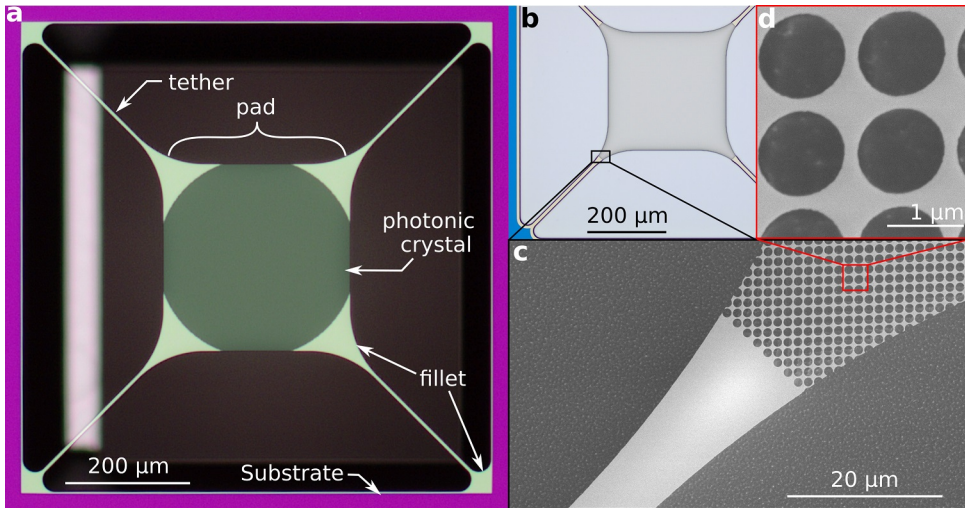 a
tether
pad
photonic
crystal
fillet
200 µm
Substrate
b
200 µm
d
1 µm
c
20 µm